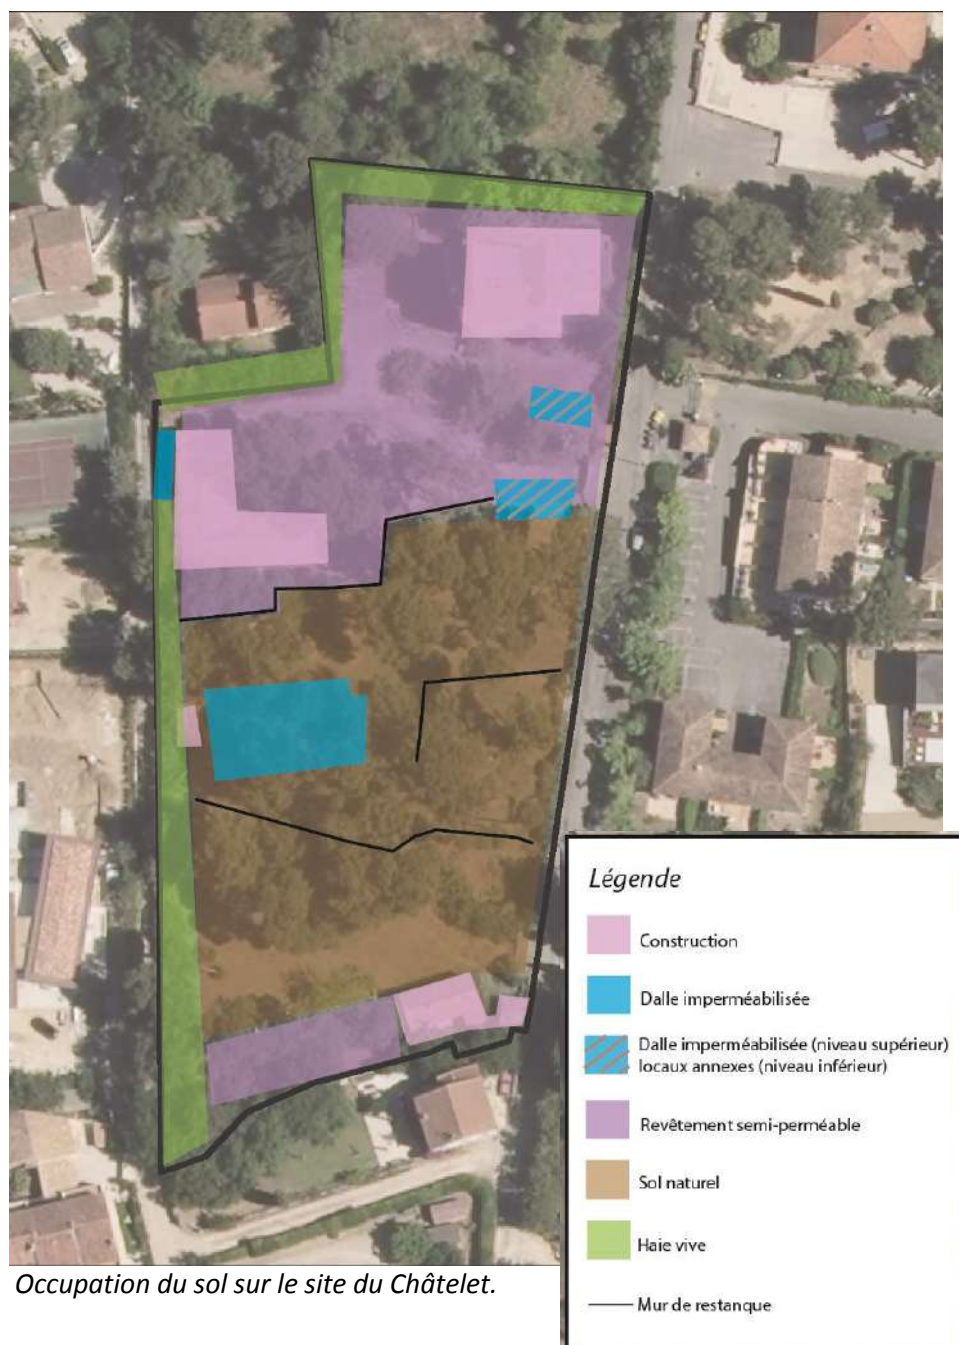 Légende
Construction
Dalle imperméabilisée
Dalle imperméabilisée (niveau supérieur)
locaux annexes (niveau inférieur)
Revêtement semi-perméable
Sol naturel
Haie vive
Mur de restanque
Occupation du sol sur le site du Châtelet.